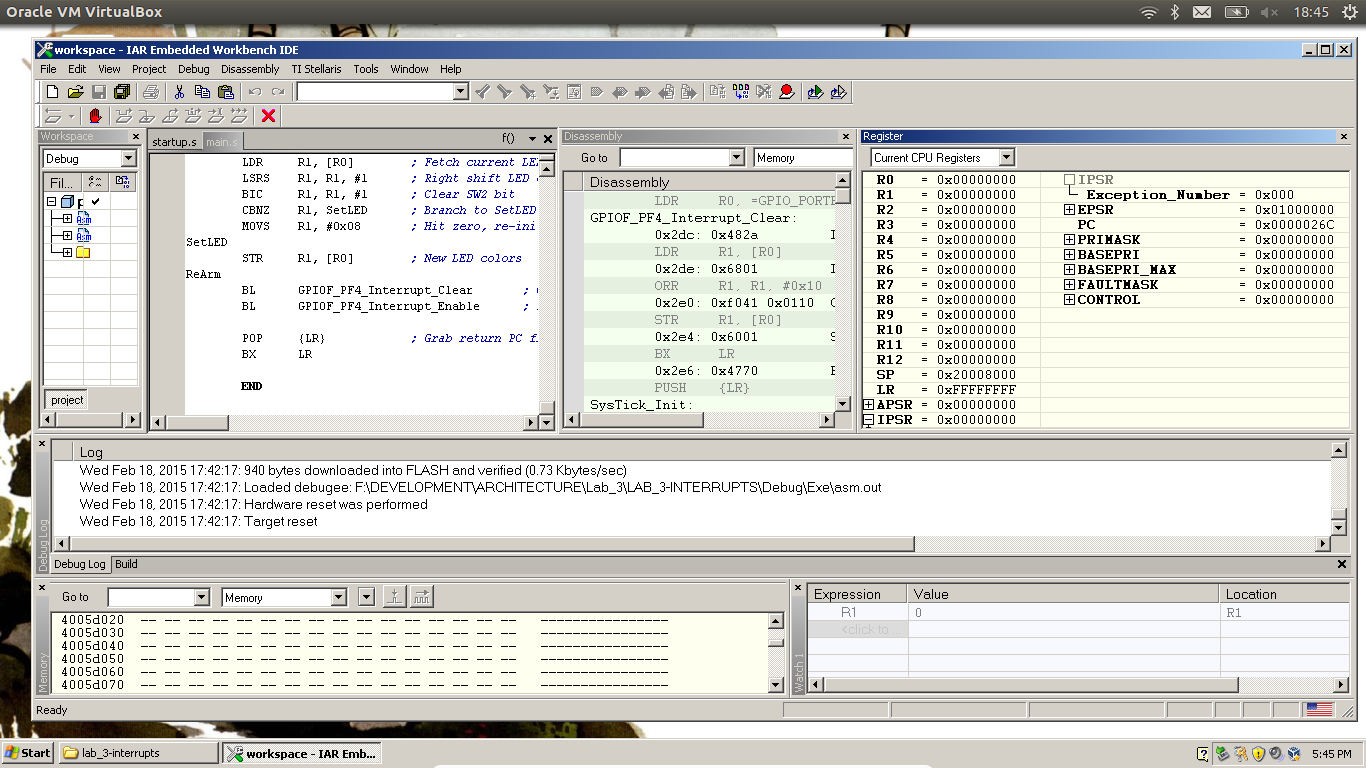 Oracle VM VirtualBox
18:45
workspace - IAR Embedded Workbench IDE
File Edit View Project Debug Disassembly TI Stellaris Tools Window Help
Workspace
Debug
Fil...
project
startup.s main.s f()
LDR R1, [R0] ; Fetch current LE
LSRS R1, R1, #1 ; Right shift LED
BIC R1, R1, #1 ; Clear SW2 bit
CBNZ R1, SetLED ; Branch to SetLED
MOVS R1, #0x08 ; Hit zero, re-ini
SetLED
STR R1, [R0] ; New LED colors
ReArm
BL GPIOF_PF4_Interrupt_Clear ;
BL GPIOF_PF4_Interrupt_Enable ;
POP {LR} ; Grab return PC f
BX LR
END
Disassembly
Go to Memory
Disassembly
LDR R0, =GPIO_PORT
GPIOF_PF4_Interrupt_Clear:
0x2dc: 0x482a
LDR R1, [R0]
0x2de: 0x6801
ORR R1, R1, #0x10
0x2e0: 0xf041 0x0110
STR R1, [R0]
0x2e4: 0x6001
BX LR
0x2e6: 0x4770
PUSH {LR}
SysTick_Init:
Register
Current CPU Registers
R0 = 0x00000000 IPSR
R1 = 0x00000000 Exception_Number = 0x000
R2 = 0x00000000 EPSR = 0x01000000
R3 = 0x00000000 PC = 0x0000026C
R4 = 0x00000000 PRIMASK = 0x00000000
R5 = 0x00000000 BASEPRI = 0x00000000
R6 = 0x00000000 BASEPRI_MAX = 0x00000000
R7 = 0x00000000 FAULTMASK = 0x00000000
R8 = 0x00000000 CONTROL = 0x00000000
R9 = 0x00000000
R10 = 0x00000000
R11 = 0x00000000
R12 = 0x00000000
SP = 0x20008000
LR = 0xFFFFFFFF
APSR = 0x00000000
IPSR = 0x00000000
Log
Wed Feb 18, 2015 17:42:17: 940 bytes downloaded into FLASH and verified (0.73 Kbytes/sec)
Wed Feb 18, 2015 17:42:17: Loaded debugee: F:\DEVELOPMENT\ARCHITECTURE\Lab_3\LAB_3-INTERRUPTS\Debug\Exe\asm.out
Wed Feb 18, 2015 17:42:17: Hardware reset was performed
Wed Feb 18, 2015 17:42:17: Target reset
Debug Log
Debug Log Build
Go to Memory
4005d020 -- -- -- -- -- -- -- -- -- -- -- -- -- -- -- -- ----------------
4005d030 -- -- -- -- -- -- -- -- -- -- -- -- -- -- -- -- ----------------
4005d040 -- -- -- -- -- -- -- -- -- -- -- -- -- -- -- -- ----------------
4005d050 -- -- -- -- -- -- -- -- -- -- -- -- -- -- -- -- ----------------
4005d060 -- -- -- -- -- -- -- -- -- -- -- -- -- -- -- -- ----------------
4005d070 -- -- -- -- -- -- -- -- -- -- -- -- -- -- -- -- ----------------
Memory
Expression Value Location
R1 0 R1
<click to ...
Watch 1
Ready
Start lab_3-interrupts workspace - IAR Emb... 5:45 PM